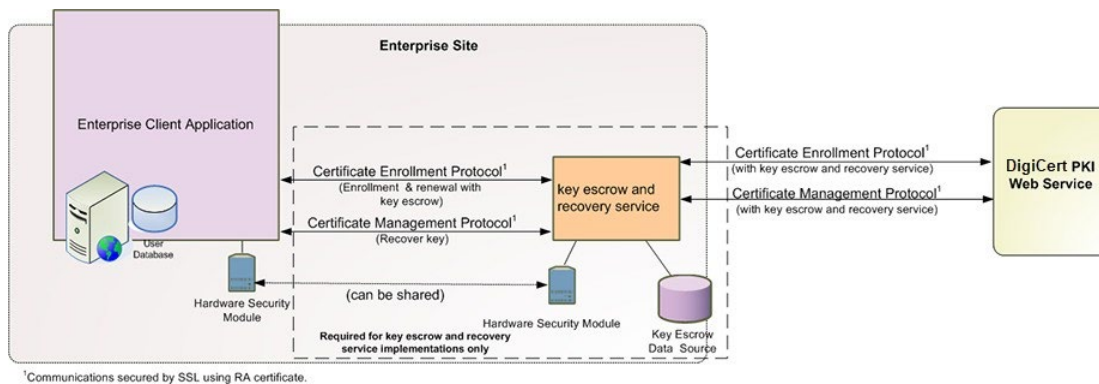 Enterprise Site
Enterprise Client Application
User
Database
Hardware Security
Module
Certificate Enrollment Protocol1
(Enrollment & renewal with
key escrow)
Certificate Management Protocol1
(Recover key)
(can be shared)
key escrow and
recovery service
Hardware Security Module
Key Escrow
Data Source
Required for key escrow and recovery
service implementations only
Certificate Enrollment Protocol1
(with key escrow and recovery service)
Certificate Management Protocol1
(with key escrow and recovery service)
DigiCert PKI
Web Service
1Communications secured by SSL using RA certificate.